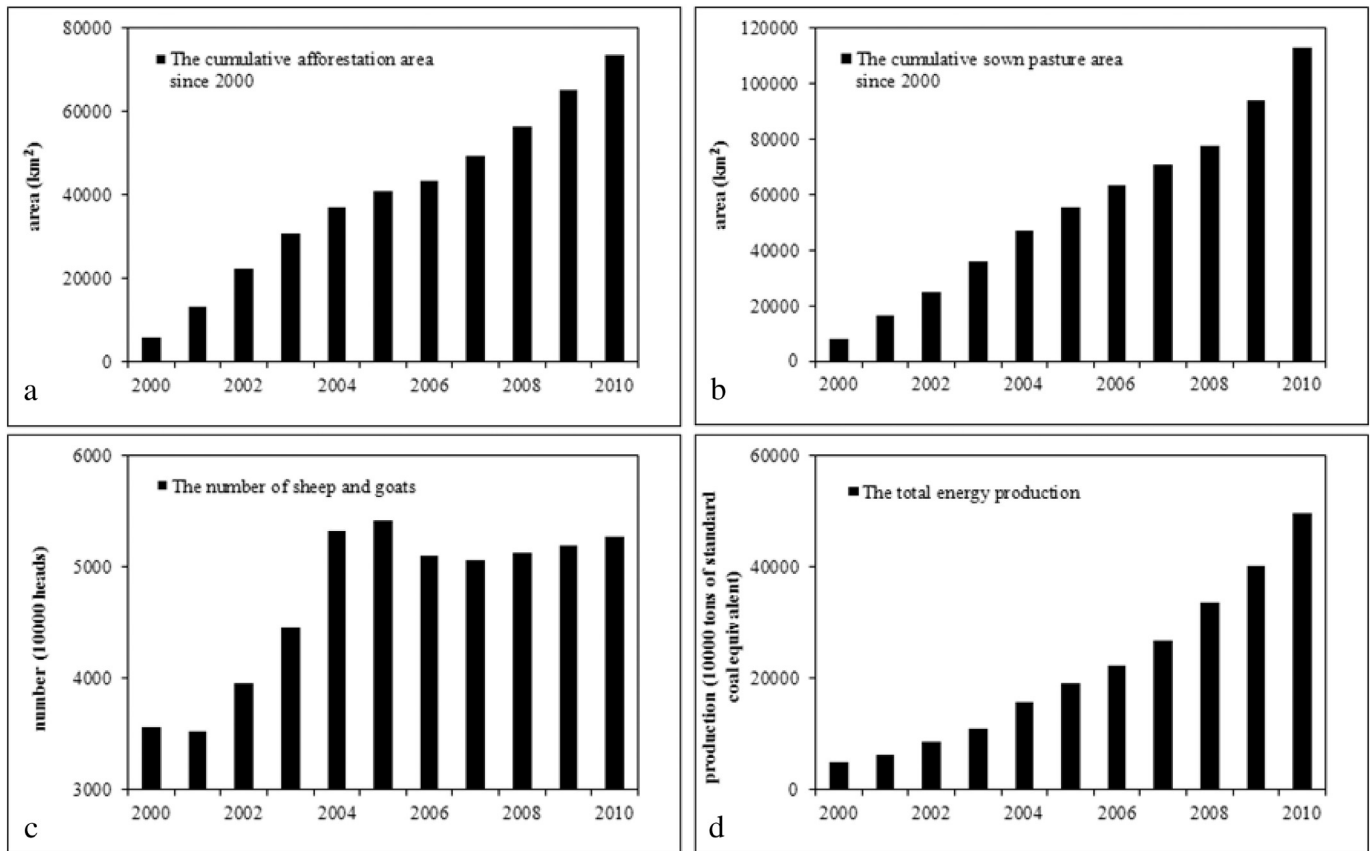 80000
60000
40000
20000
0
area (km²)
The cumulative afforestation area
since 2000
2000 2002 2004 2006 2008 2010
a
120000
100000
80000
60000
40000
20000
0
area (km²)
The cumulative sown pasture area
since 2000
2000 2002 2004 2006 2008 2010
b
6000
5000
4000
3000
number (10000 heads)
The number of sheep and goats
2000 2002 2004 2006 2008 2010
c
60000
40000
20000
0
production (10000 tons of standard
coal equivalent)
The total energy production
2000 2002 2004 2006 2008 2010
d